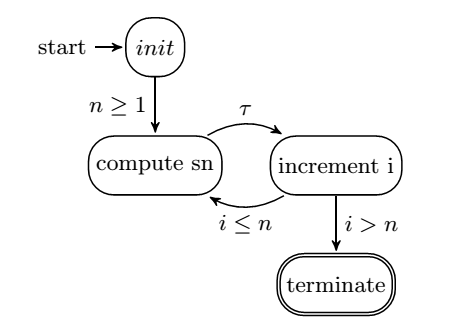 start
init
n ≥ 1
τ
compute sn
increment i
i ≤ n
i > n
terminate